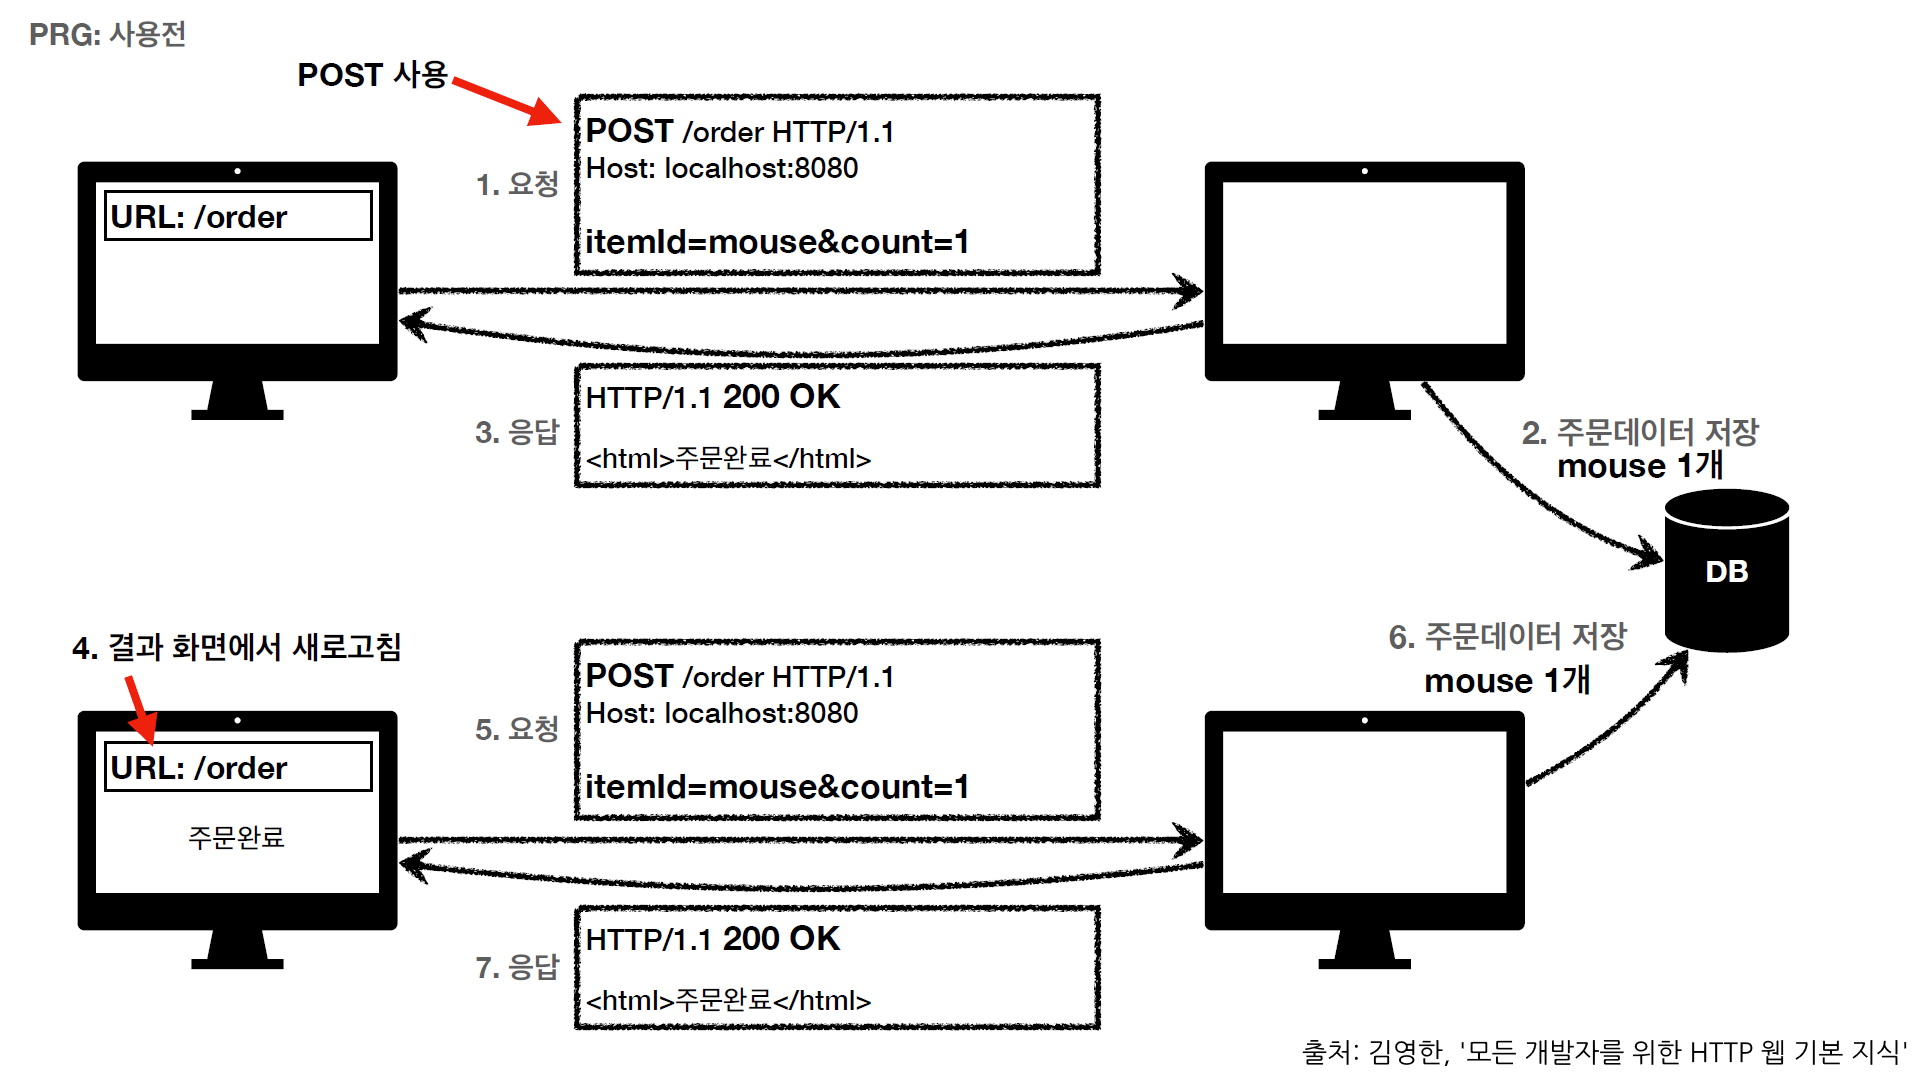 PRG: 사용전
POST 사용
POST /order HTTP/1.1
Host: localhost:8080
1. 요청
itemId=mouse&count=1
URL: /order
HTTP/1.1 200 OK
3. 응답
<html>주문완료</html>
2. 주문데이터 저장
mouse 1개
DB
4. 결과 화면에서 새로고침
URL: /order
주문완료
POST /order HTTP/1.1
Host: localhost:8080
5. 요청
itemId=mouse&count=1
6. 주문데이터 저장
mouse 1개
HTTP/1.1 200 OK
7. 응답
<html>주문완료</html>
출처: 김영한, '모든 개발자를 위한 HTTP 웹 기본 지식'